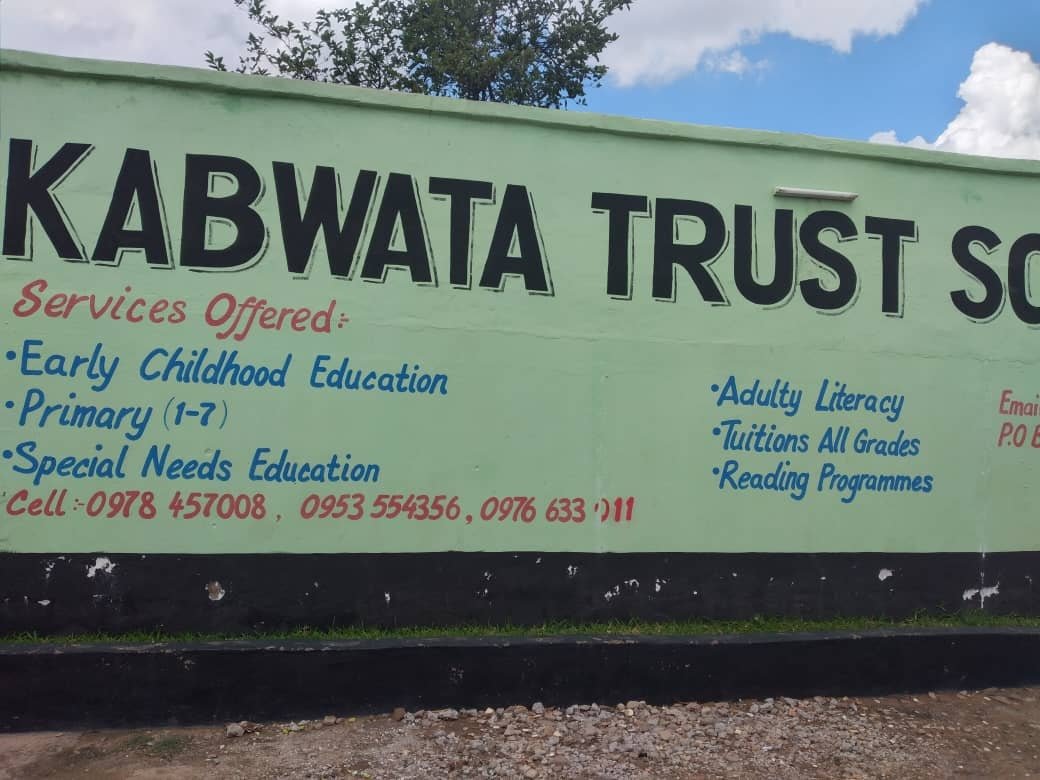 KABWATA TRUST SC
Services Offered:-
•Early Childhood Education
•Primary (1-7)
•Special Needs Education
Cell:-0978 457008, 0953 554356, 0976 633 011
•Adulty Literacy
•Tuitions All Grades
•Reading Programmes
Emai
P.O B